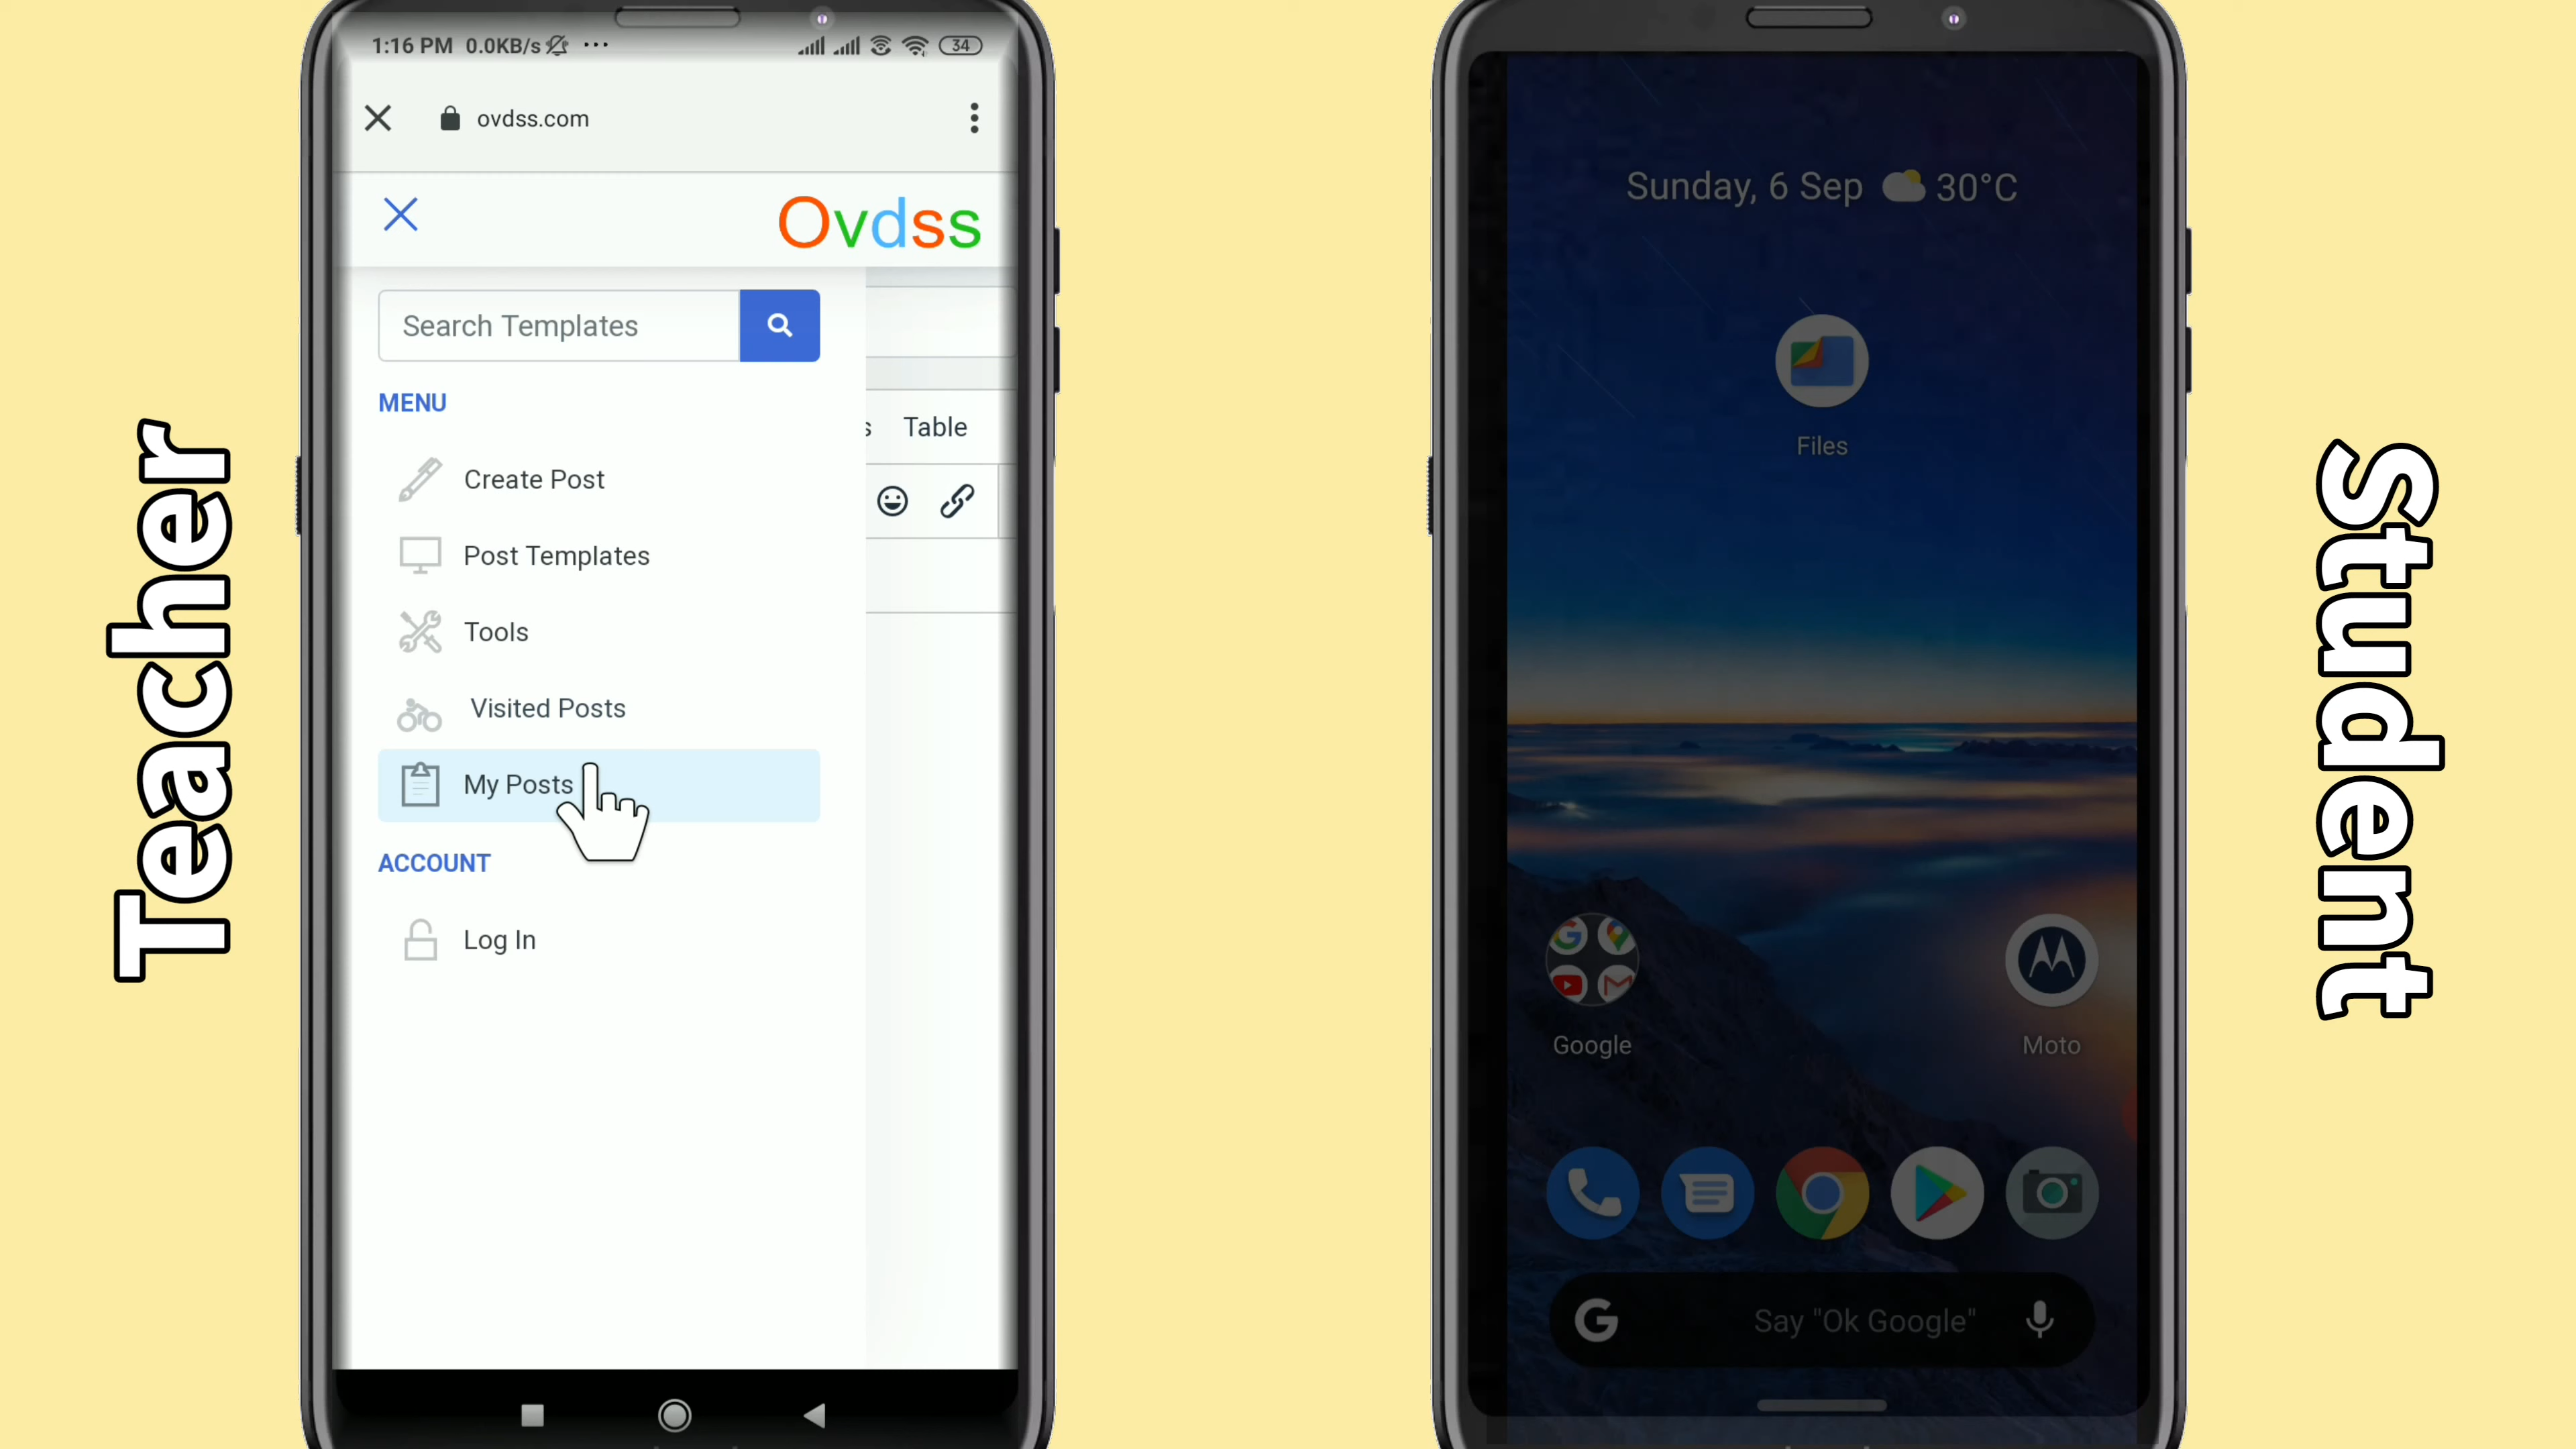 Teacher
1:16 PM 0.0KB/s ... 34
ovdss.com
Ovdss
Search Templates
MENU
Create Post
Post Templates
Tools
Visited Posts
My Posts
ACCOUNT
Log In
s Table
Sunday, 6 Sep 30°C
Files
Google
Moto
G Say "Ok Google"
Student